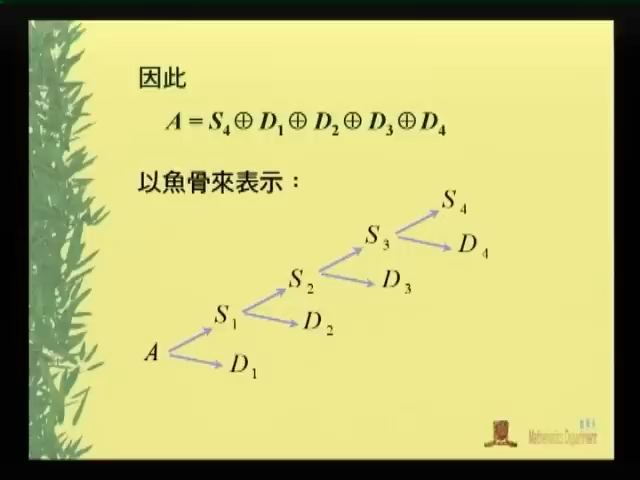 因此
A = S₄ ⊕ D₁ ⊕ D₂ ⊕ D₃ ⊕ D₄
以魚骨來表示：
S₄
S₃ D₄
S₂ D₃
S₁ D₂
A D₁
Mathematics Department